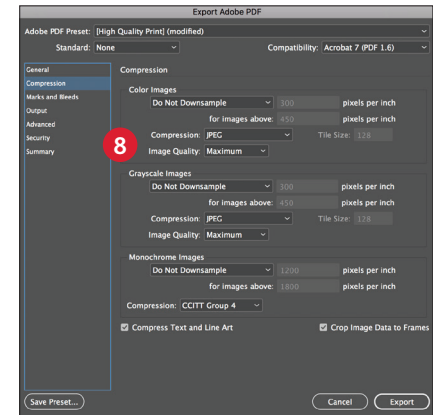 Export Adobe PDF
Adobe PDF Preset: [High Quality Print] (modified)
Standard: None Compatibility: Acrobat 7 (PDF 1.6)
General
Compression
Marks and Bleeds
Output
Advanced
Security
Summary
Compression
Color Images
Do Not Downsample 300 pixels per inch
for images above: 450 pixels per inch
Compression: JPEG Tile Size: 128
8
Image Quality: Maximum
Grayscale Images
Do Not Downsample 300 pixels per inch
for images above: 450 pixels per inch
Compression: JPEG Tile Size: 128
Image Quality: Maximum
Monochrome Images
Do Not Downsample 1200 pixels per inch
for images above: 1800 pixels per inch
Compression: CCITT Group 4
Compress Text and Line Art Crop Image Data to Frames
Save Preset... Cancel Export